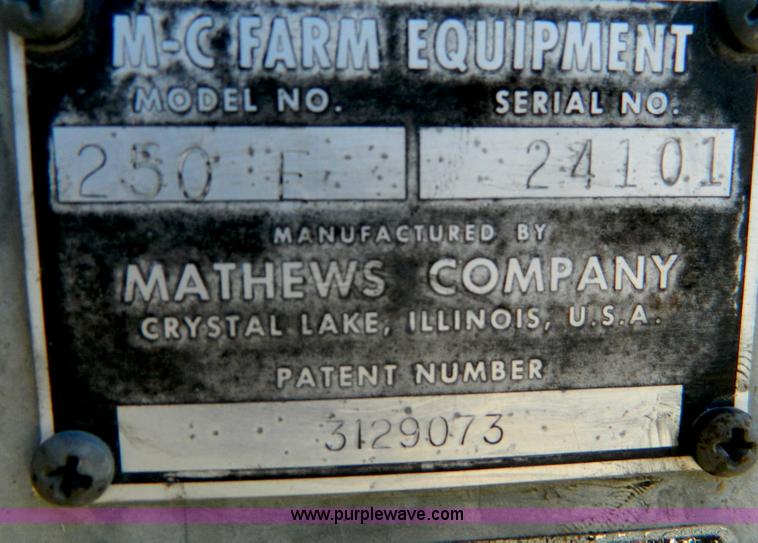 M-C FARM EQUIPMENT
MODEL NO. SERIAL NO.
250 E 24101
MANUFACTURED BY
MATHEWS COMPANY
CRYSTAL LAKE, ILLINOIS, U.S.A.
PATENT NUMBER
3129073
www.purplewave.com